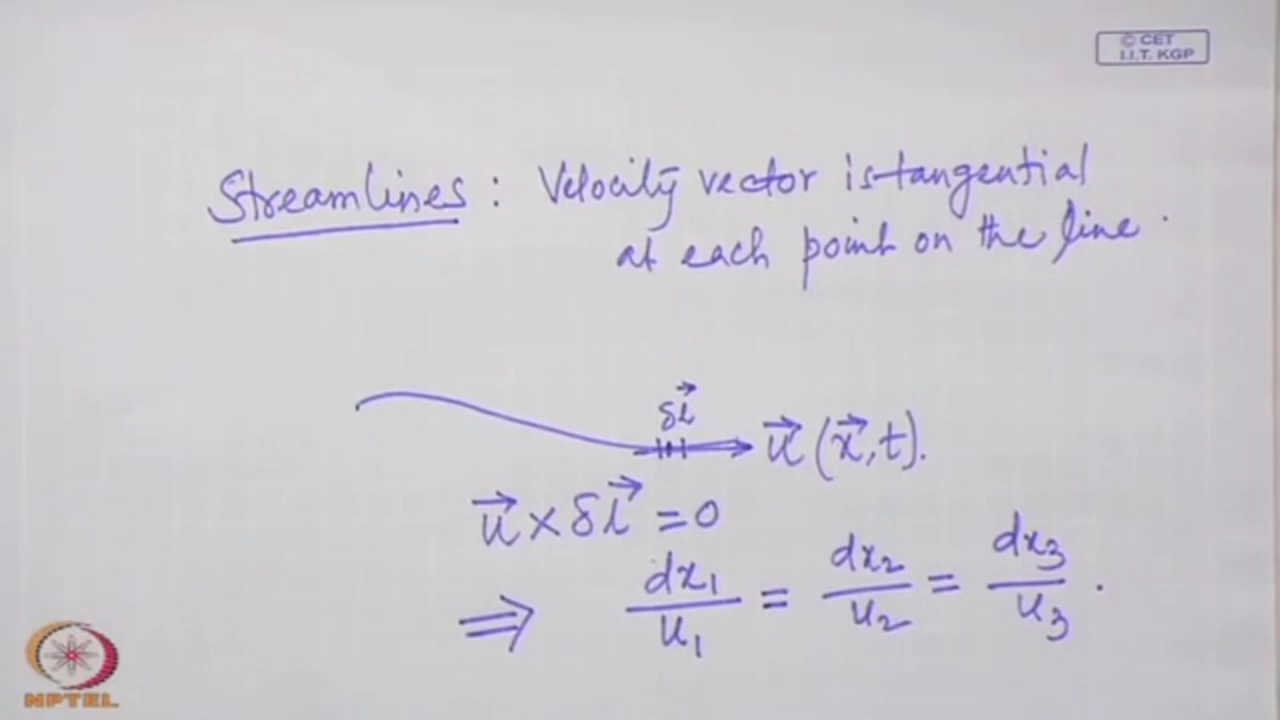 © CET
I.I.T. KGP
Streamlines : Velocity vector is tangential
at each point on the line.
δl⃗
u⃗ (x⃗, t).
u⃗ × δl⃗ = 0
⇒ dx₁/u₁ = dx₂/u₂ = dx₃/u₃ .
NPTEL